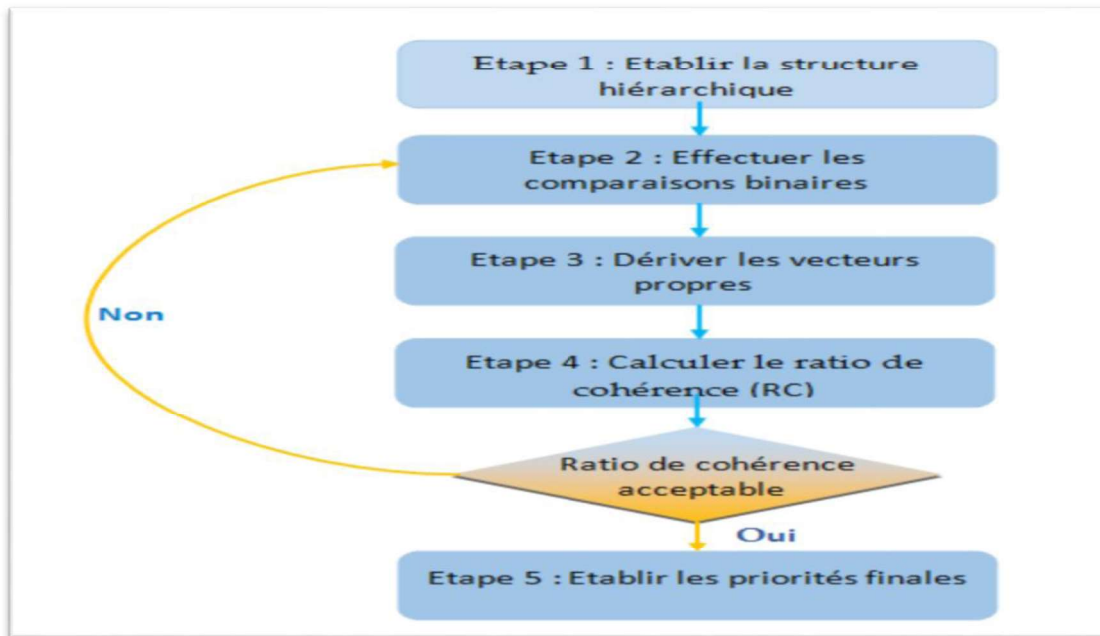 Etape 1 : Etablir la structure
hiérarchique
Etape 2 : Effectuer les
comparaisons binaires
Etape 3 : Dériver les vecteurs
propres
Non
Etape 4 : Calculer le ratio de
cohérence (RC)
Ratio de cohérence
acceptable
Oui
Etape 5 : Etablir les priorités finales